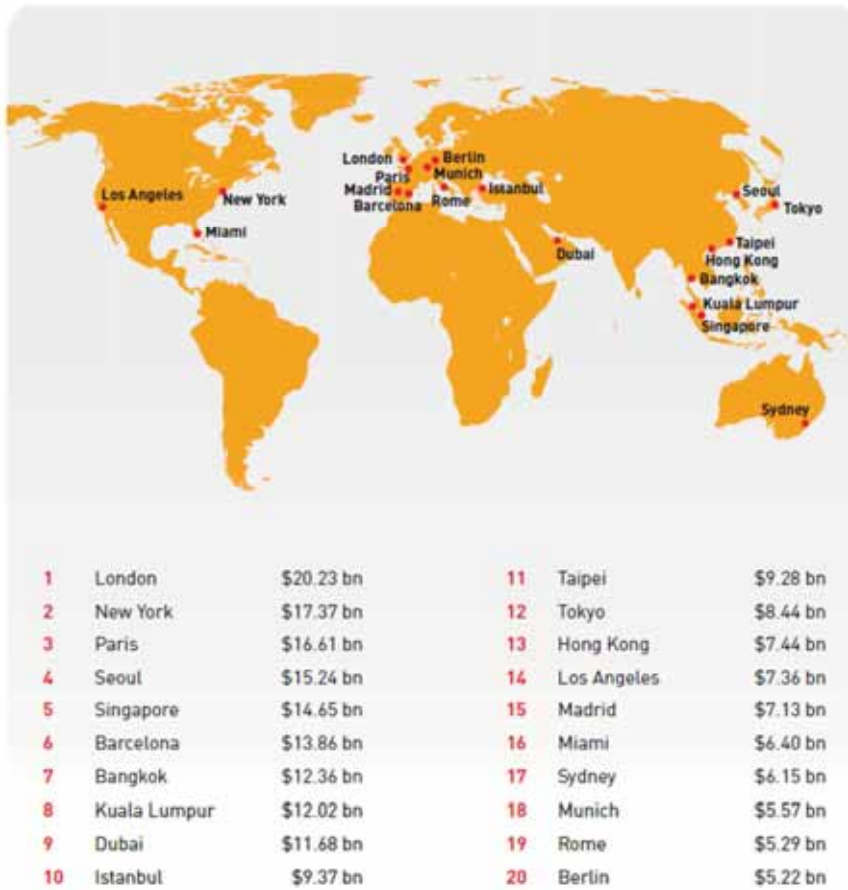 London
Berlin
Paris
Munich
Madrid
Istanbul
Barcelona
Rome
Los Angeles
New York
Miami
Dubai
Seoul
Tokyo
Taipei
Hong Kong
Bangkok
Kuala Lumpur
Singapore
Sydney
1 London $20.23 bn
2 New York $17.37 bn
3 Paris $16.61 bn
4 Seoul $15.24 bn
5 Singapore $14.65 bn
6 Barcelona $13.86 bn
7 Bangkok $12.36 bn
8 Kuala Lumpur $12.02 bn
9 Dubai $11.68 bn
10 Istanbul $9.37 bn
11 Taipei $9.28 bn
12 Tokyo $8.44 bn
13 Hong Kong $7.44 bn
14 Los Angeles $7.36 bn
15 Madrid $7.13 bn
16 Miami $6.40 bn
17 Sydney $6.15 bn
18 Munich $5.57 bn
19 Rome $5.29 bn
20 Berlin $5.22 bn